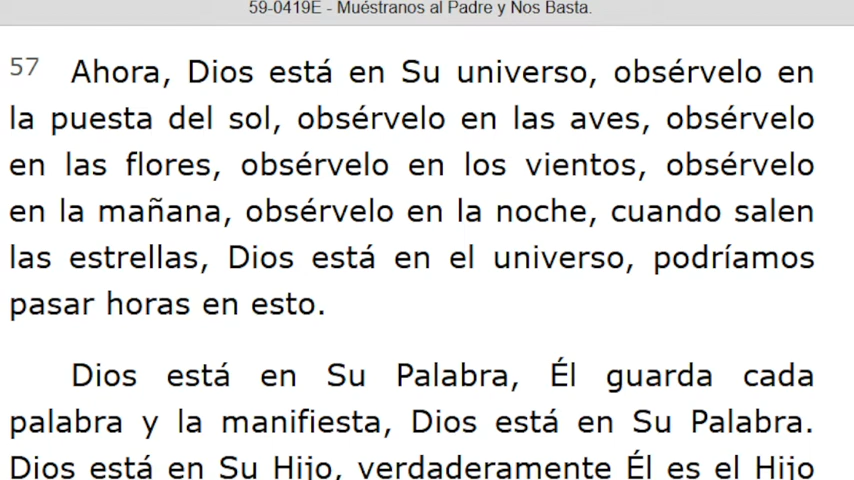 59-0419E - Muéstranos al Padre y Nos Basta.
57 Ahora, Dios está en Su universo, obsérvelo en
la puesta del sol, obsérvelo en las aves, obsérvelo
en las flores, obsérvelo en los vientos, obsérvelo
en la mañana, obsérvelo en la noche, cuando salen
las estrellas, Dios está en el universo, podríamos
pasar horas en esto.
Dios está en Su Palabra, Él guarda cada
palabra y la manifiesta, Dios está en Su Palabra.
Dios está en Su Hijo, verdaderamente Él es el Hijo